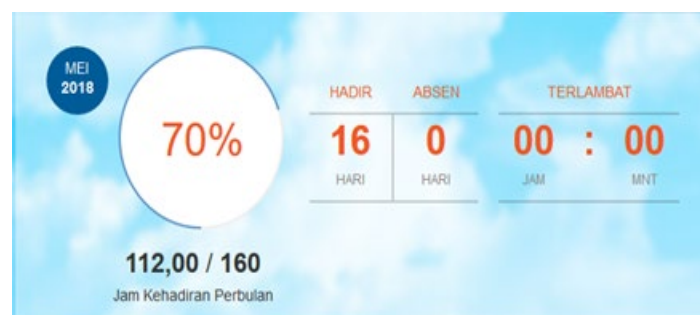 MEI
2018
70%
112,00 / 160
Jam Kehadiran Perbulan
HADIR ABSEN TERLAMBAT
16 0 00 : 00
HARI HARI JAM MNT